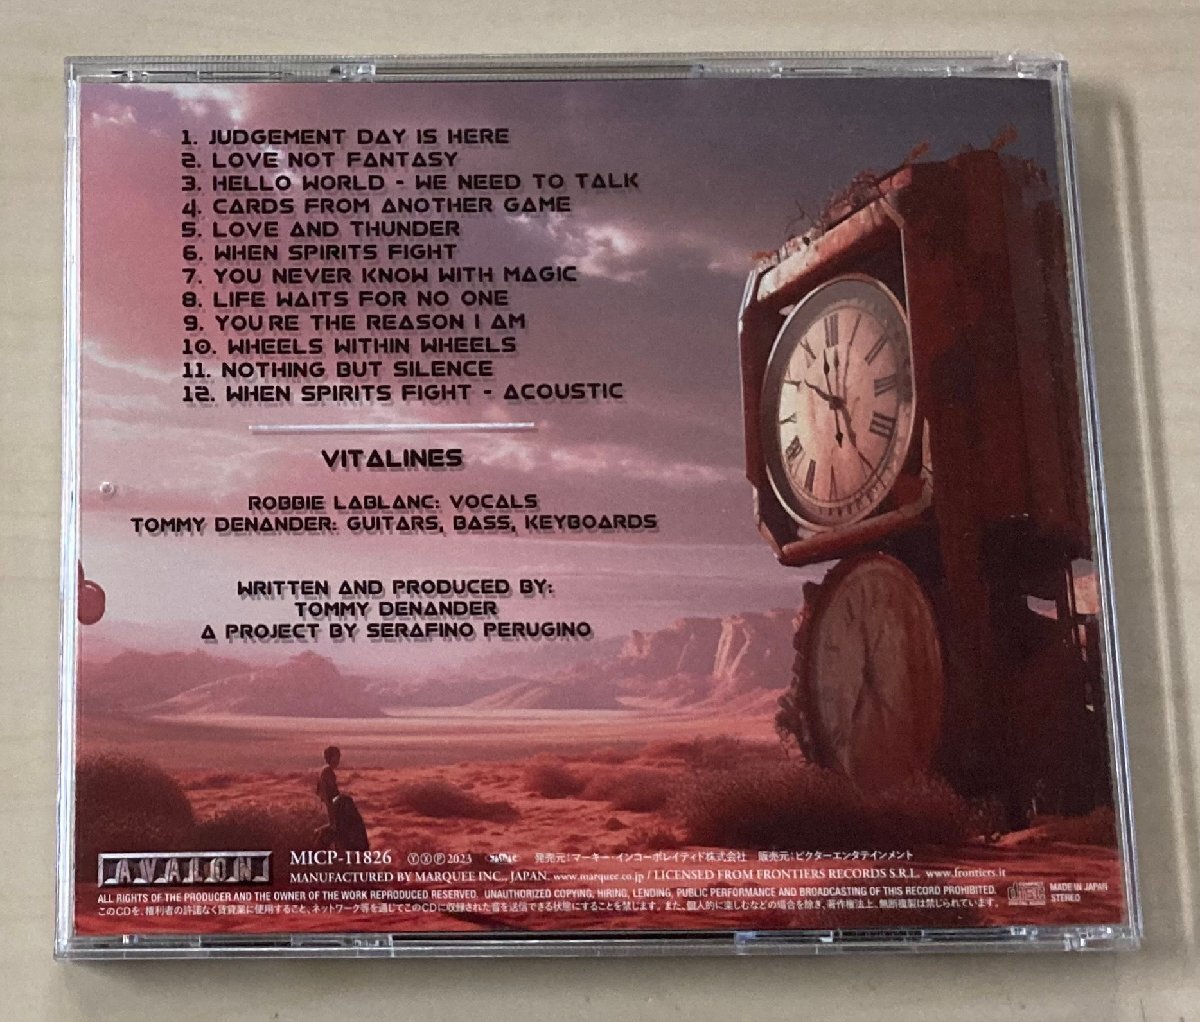 1. JUDGEMENT DAY IS HERE
2. LOVE NOT FANTASY
3. HELLO WORLD - WE NEED TO TALK
4. CARDS FROM ANOTHER GAME
5. LOVE AND THUNDER
6. WHEN SPIRITS FIGHT
7. YOU NEVER KNOW WITH MAGIC
8. LIFE WAITS FOR NO ONE
9. YOU'RE THE REASON I AM
10. WHEELS WITHIN WHEELS
11. NOTHING BUT SILENCE
12. WHEN SPIRITS FIGHT - ACOUSTIC
VITALINES
ROBBIE LABLANC: VOCALS
TOMMY DENANDER: GUITARS, BASS, KEYBOARDS
WRITTEN AND PRODUCED BY:
TOMMY DENANDER
A PROJECT BY SERAFINO PERUGINO
AVALON
MICP-11826 ⓎⓍⓅ2023 発売元:マーキー・インコーポレイティド株式会社 販売元:ビクターエンタテインメント
MANUFACTURED BY MARQUEE INC., JAPAN. www.marquee.co.jp / LICENSED FROM FRONTIERS RECORDS S.R.L. www.frontiers.it
ALL RIGHTS OF THE PRODUCER AND THE OWNER OF THE WORK REPRODUCED RESERVED. UNAUTHORIZED COPYING, HIRING, LENDING, PUBLIC PERFORMANCE AND BROADCASTING OF THIS RECORD PROHIBITED.
このCDを、権利者の許諾なく賃貸業に使用すること、ネットワーク等を通じてこのCDに収録された音を送信できる状態にすることを禁じます。また、個人的に楽しむなどの場合を除き、著作権法上、無断複製は禁じられています。
MADE IN JAPAN
STEREO